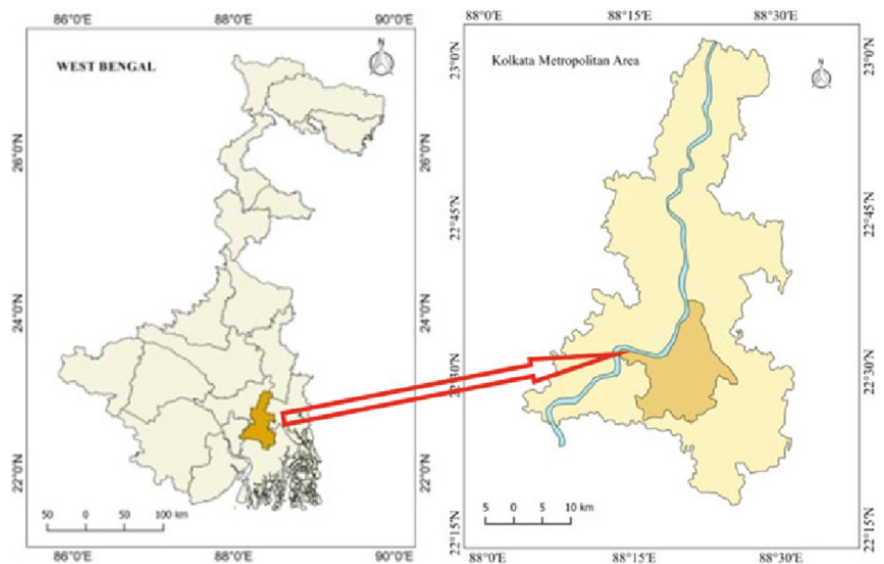 86°0'E
88°0'E
90°0'E
N
WEST BENGAL
26°0'N
26°0'N
24°0'N
24°0'N
22°0'N
22°0'N
50 0 50 100 km
86°0'E
88°0'E
90°0'E
88°0'E
88°15'E
88°30'E
N
Kolkata Metropolitan Area
23°0'N
23°0'N
22°45'N
22°45'N
22°30'N
22°15'N
22°15'N
5 0 5 10 km
88°0'E
88°15'E
88°30'E